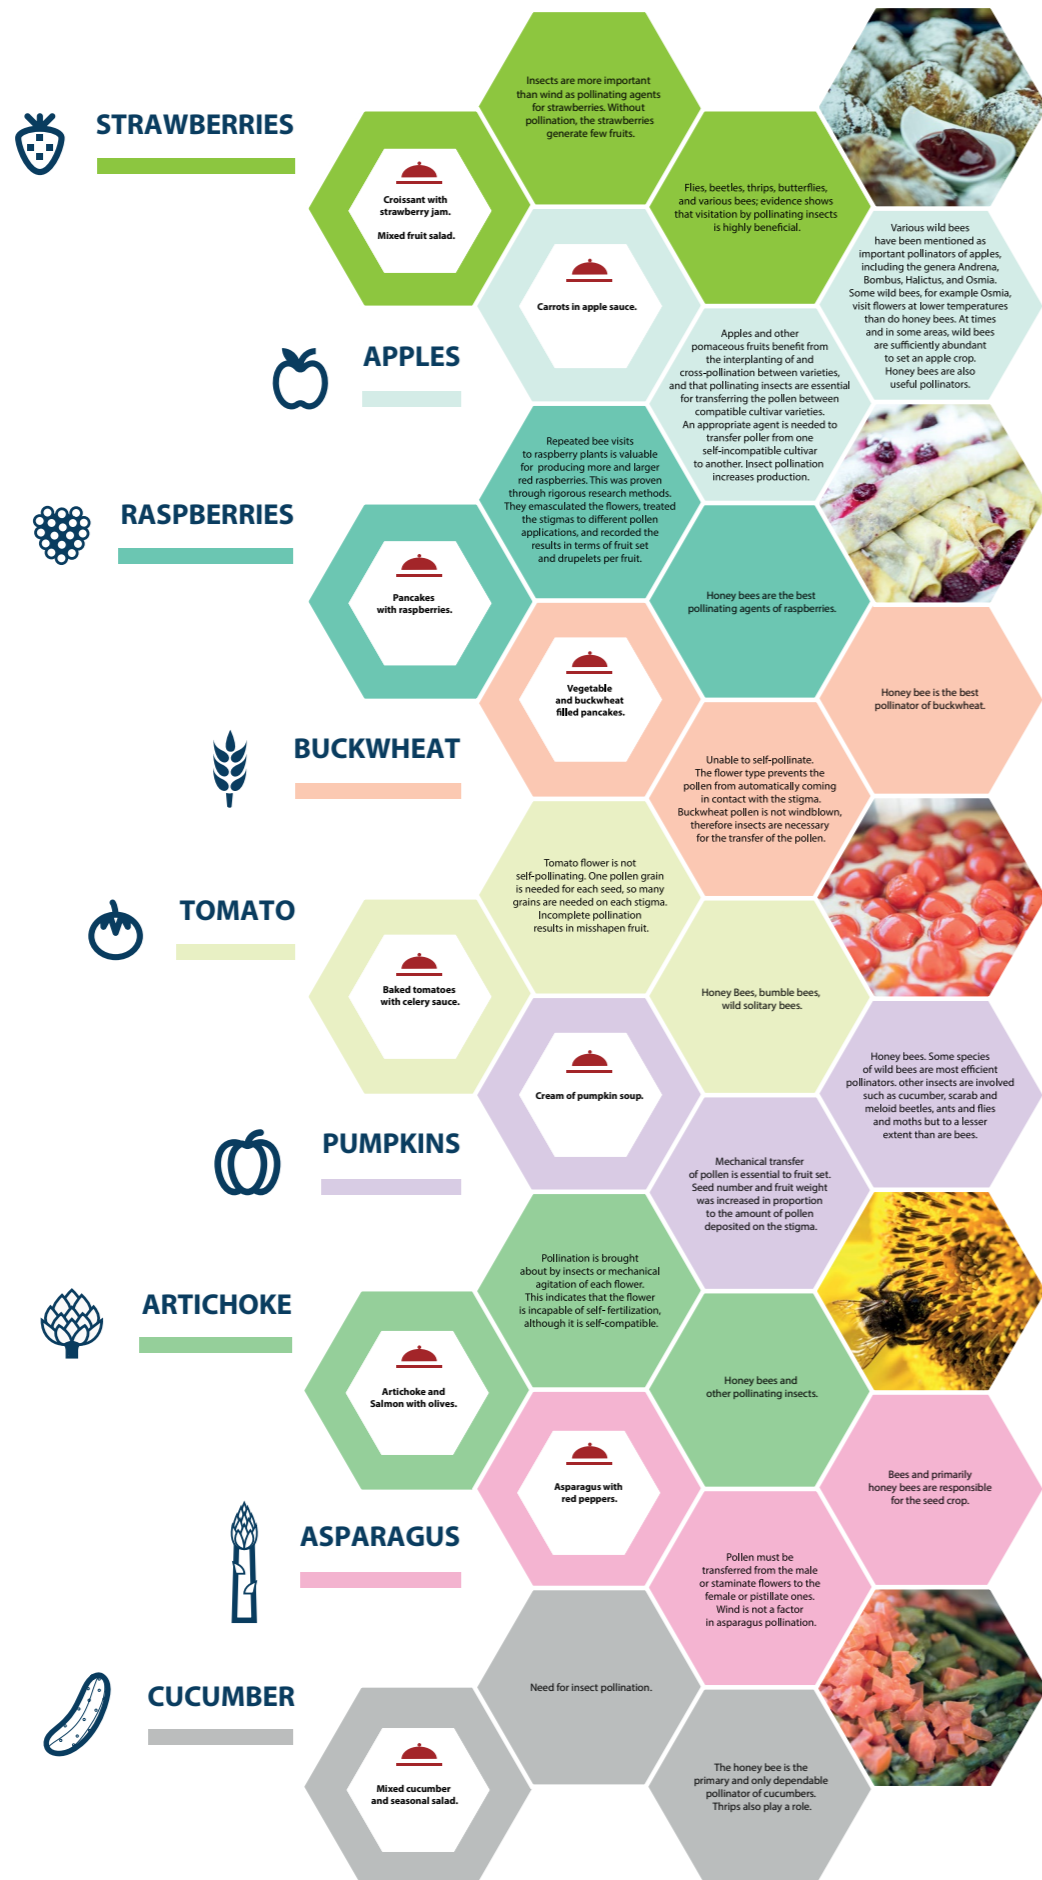 STRAWBERRIES
Croissant with
strawberry jam.
Mixed fruit salad.
Insects are more important
than wind as pollinating agents
for strawberries. Without
pollination, the strawberries
generate few fruits.
Flies, beetles, thrips, butterflies,
and various bees; evidence shows
that visitation by pollinating insects
is highly beneficial.
APPLES
Carrots in apple sauce.
Apples and other
pomaceous fruits benefit from
the interplanting of and
cross-pollination between varieties,
and that pollinating insects are essential
for transferring the pollen between
compatible cultivar varieties.
An appropriate agent is needed to
transfer poller from one
self-incompatible cultivar
to another. Insect pollination
increases production.
Various wild bees
have been mentioned as
important pollinators of apples,
including the genera Andrena,
Bombus, Halictus, and Osmia.
Some wild bees, for example Osmia,
visit flowers at lower temperatures
than do honey bees. At times
and in some areas, wild bees
are sufficiently abundant
to set an apple crop.
Honey bees are also
useful pollinators.
RASPBERRIES
Pancakes
with raspberries.
Repeated bee visits
to raspberry plants is valuable
for producing more and larger
red raspberries. This was proven
through rigorous research methods.
They emasculated the flowers, treated
the stigmas to different pollen
applications, and recorded the
results in terms of fruit set
and drupelets per fruit.
Honey bees are the best
pollinating agents of raspberries.
BUCKWHEAT
Vegetable
and buckwheat
filled pancakes.
Unable to self-pollinate.
The flower type prevents the
pollen from automatically coming
in contact with the stigma.
Buckwheat pollen is not windblown,
therefore insects are necessary
for the transfer of the pollen.
Honey bee is the best
pollinator of buckwheat.
TOMATO
Baked tomatoes
with celery sauce.
Tomato flower is not
self-pollinating. One pollen grain
is needed for each seed, so many
grains are needed on each stigma.
Incomplete pollination
results in misshapen fruit.
Honey Bees, bumble bees,
wild solitary bees.
PUMPKINS
Cream of pumpkin soup.
Mechanical transfer
of pollen is essential to fruit set.
Seed number and fruit weight
was increased in proportion
to the amount of pollen
deposited on the stigma.
Honey bees. Some species
of wild bees are most efficient
pollinators. other insects are involved
such as cucumber, scarab and
meloid beetles, ants and flies
and moths but to a lesser
extent than are bees.
ARTICHOKE
Artichoke and
Salmon with olives.
Pollination is brought
about by insects or mechanical
agitation of each flower.
This indicates that the flower
is incapable of self-fertilization,
although it is self-compatible.
Honey bees and
other pollinating insects.
ASPARAGUS
Asparagus with
red peppers.
Pollen must be
transferred from the male
or staminate flowers to the
female or pistillate ones.
Wind is not a factor
in asparagus pollination.
Bees and primarily
honey bees are responsible
for the seed crop.
CUCUMBER
Mixed cucumber
and seasonal salad.
Need for insect pollination.
The honey bee is the
primary and only dependable
pollinator of cucumbers.
Thrips also play a role.